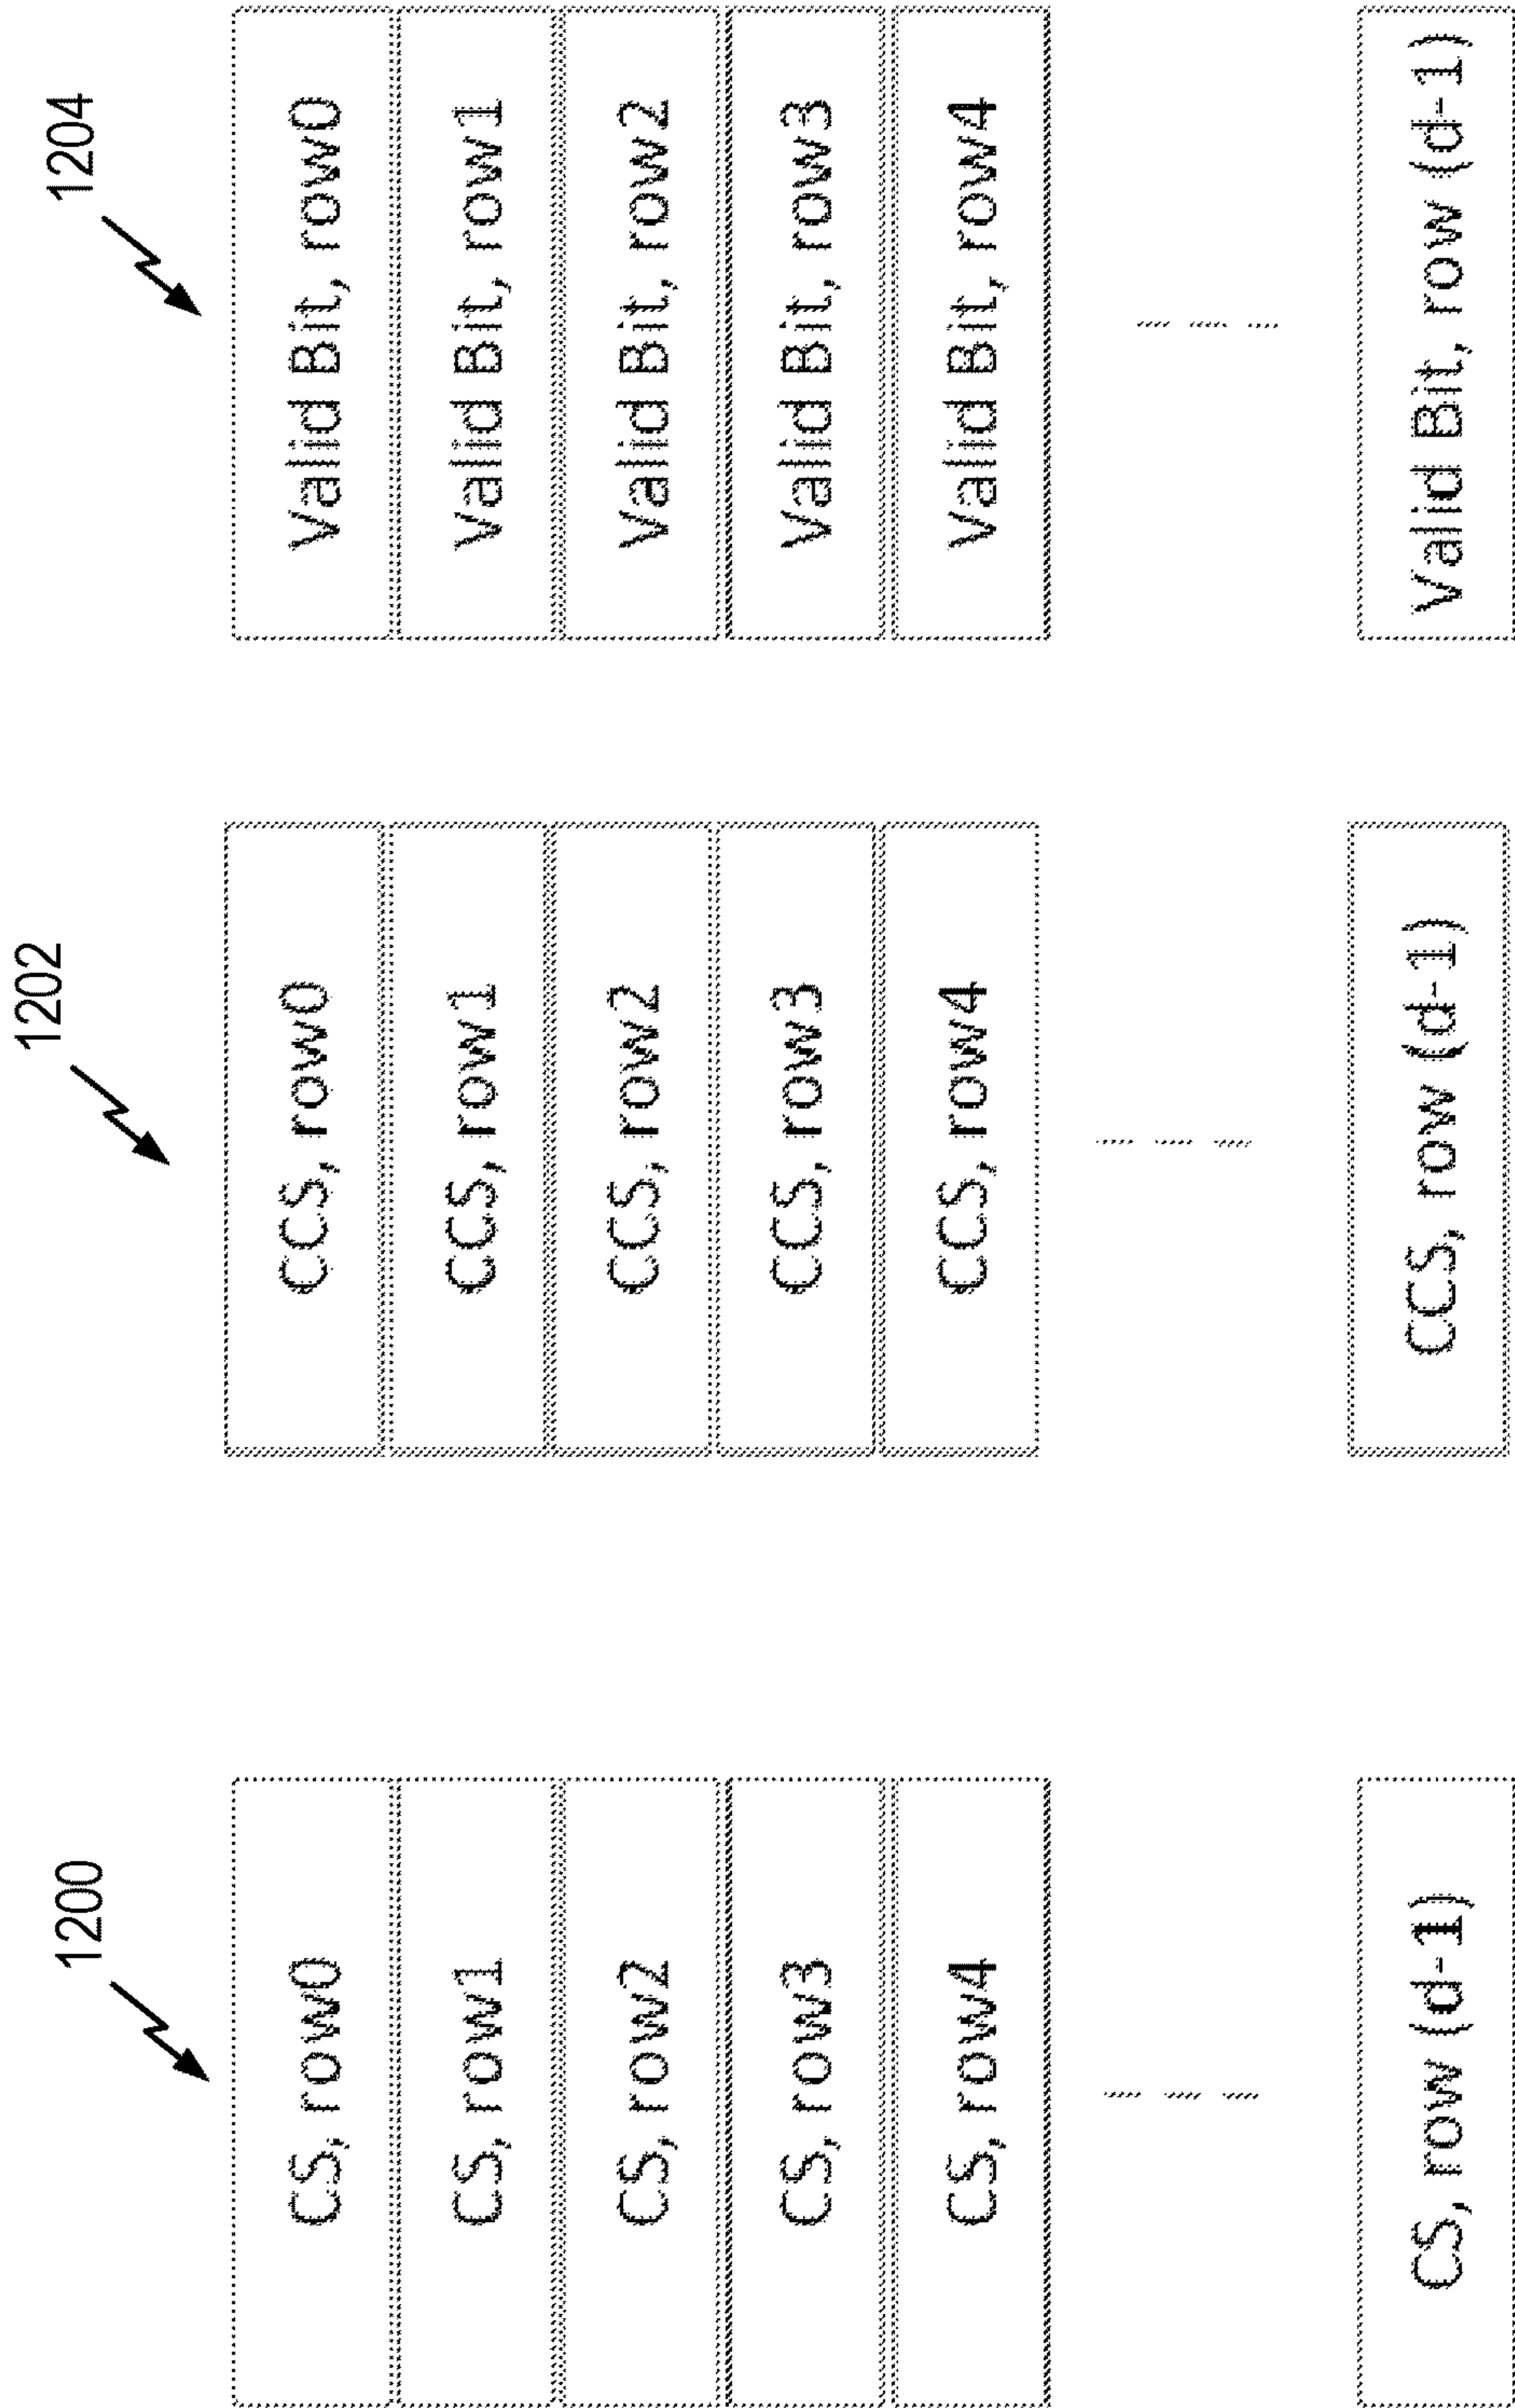 1200
CS, row0
CS, row1
CS, row2
CS, row3
CS, row4
CS, row (d-1)
1202
CCS, row0
CCS, row1
CCS, row2
CCS, row3
CCS, row4
CCS, row (d-1)
1204
Valid Bit, row0
Valid Bit, row1
Valid Bit, row2
Valid Bit, row3
Valid Bit, row4
Valid Bit, row (d-1)